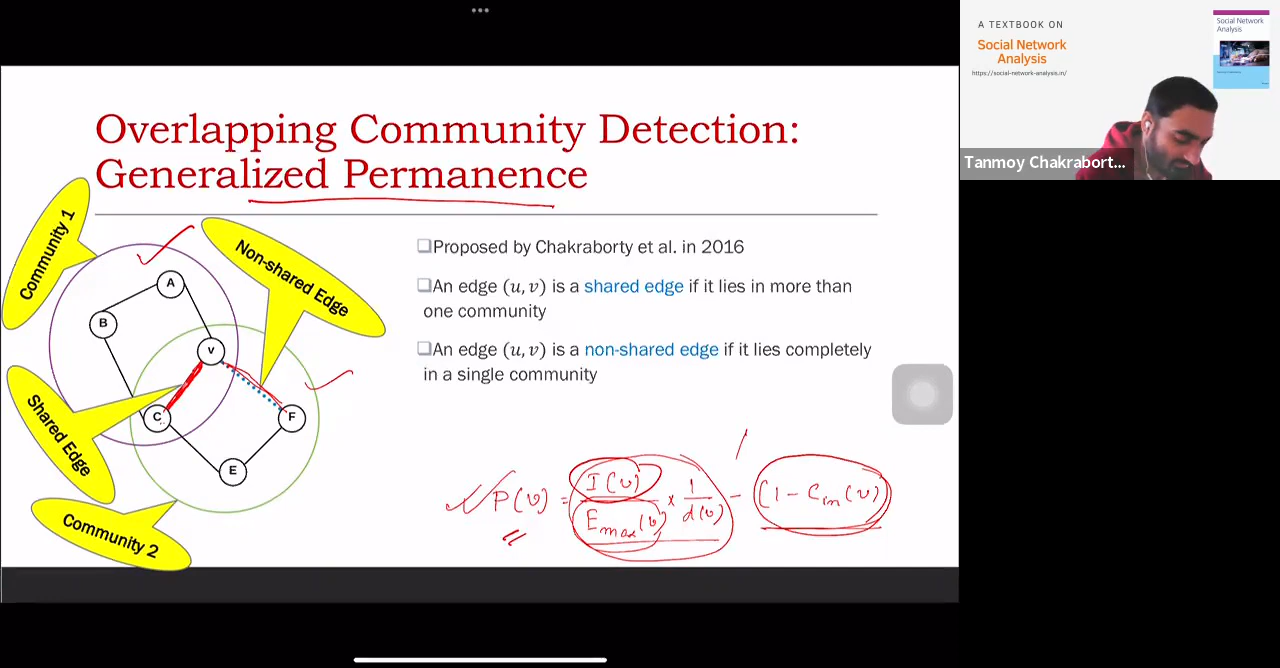 Overlapping Community Detection:
Generalized Permanence
Community 1
Non-shared Edge
Shared Edge
Community 2
A
B
V
C
F
E
Proposed by Chakraborty et al. in 2016
An edge (u, v) is a shared edge if it lies in more than
one community
An edge (u, v) is a non-shared edge if it lies completely
in a single community
P(v) = I(v) / Emax(v) × 1 / d(v) - (1 - Cin(v))
A TEXTBOOK ON
Social Network
Analysis
https://social-network-analysis.in/
Social Network
Analysis
Tanmoy Chakrabort...